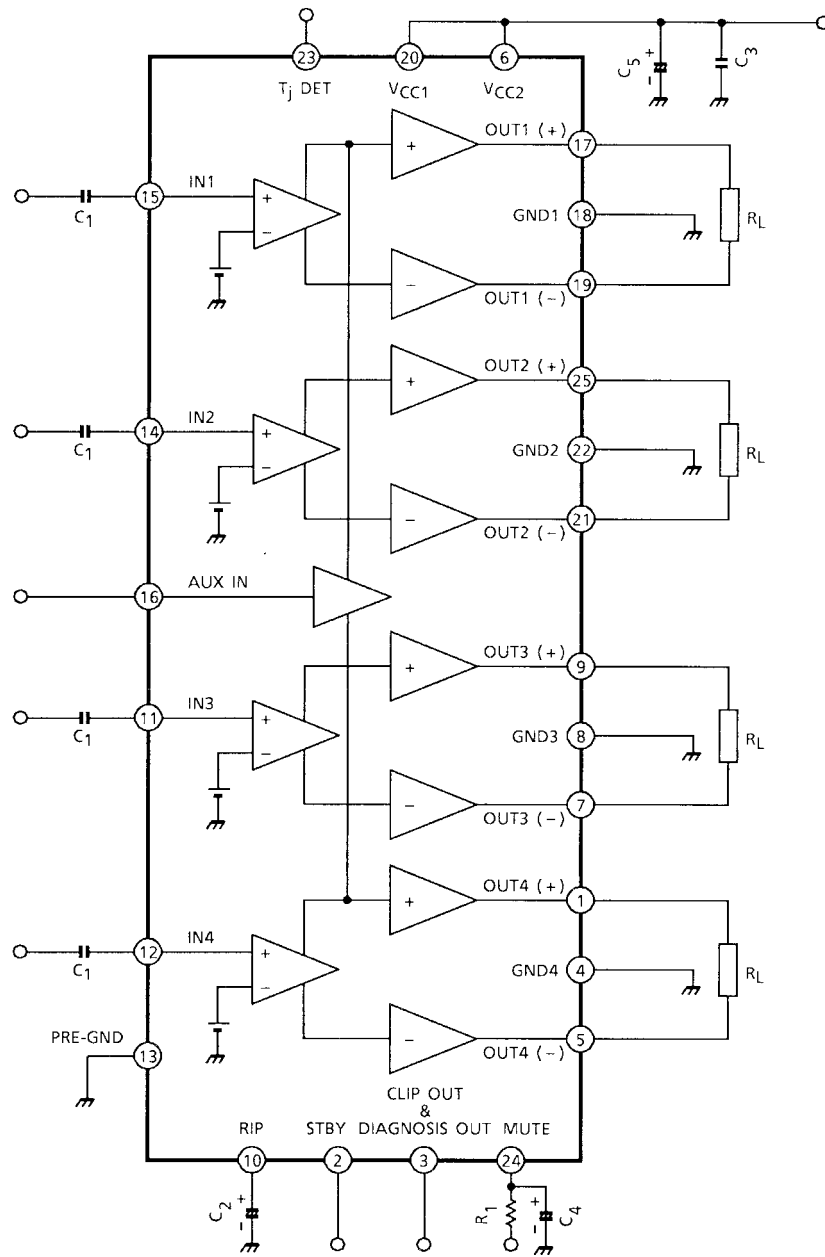 23 20 6
Tj DET VCC1 VCC2
C5 + - C3
OUT1 (+) 17
+
15 IN1 + -
C1
GND1 18
RL
-
OUT1 (-) 19
OUT2 (+) 25
+
14 IN2 + -
C1
GND2 22
RL
-
OUT2 (-) 21
16 AUX IN
OUT3 (+) 9
+
11 IN3 + -
C1
GND3 8
RL
-
OUT3 (-) 7
OUT4 (+) 1
+
12 IN4 + -
C1
GND4 4
RL
-
OUT4 (-) 5
PRE-GND
13
CLIP OUT
&
RIP STBY DIAGNOSIS OUT MUTE
10 2 3 24
C2 + - R1 + - C4